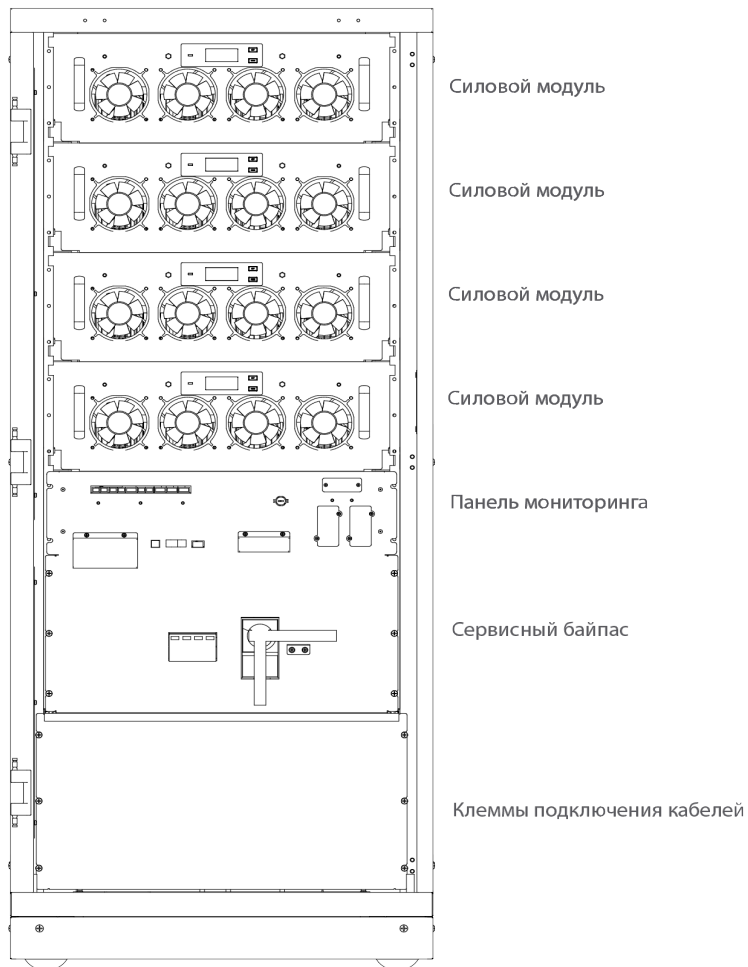 Силовой модуль
Силовой модуль
Силовой модуль
Силовой модуль
Панель мониторинга
Сервисный байпас
Клеммы подключения кабелей